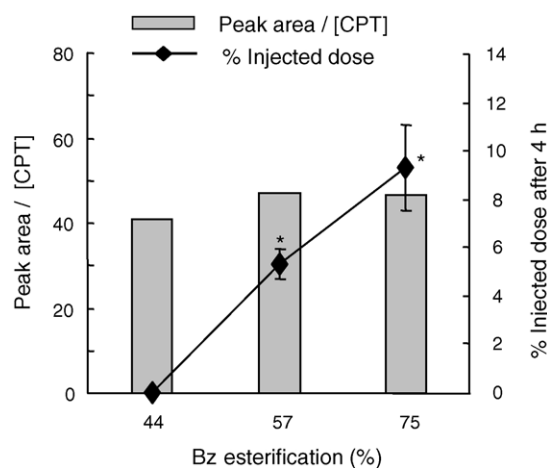 Peak area / [CPT]
% Injected dose
80
60
40
20
0
Peak area / [CPT]
14
12
10
8
6
4
2
0
% Injected dose after 4 h
*
*
44 57 75
Bz esterification (%)